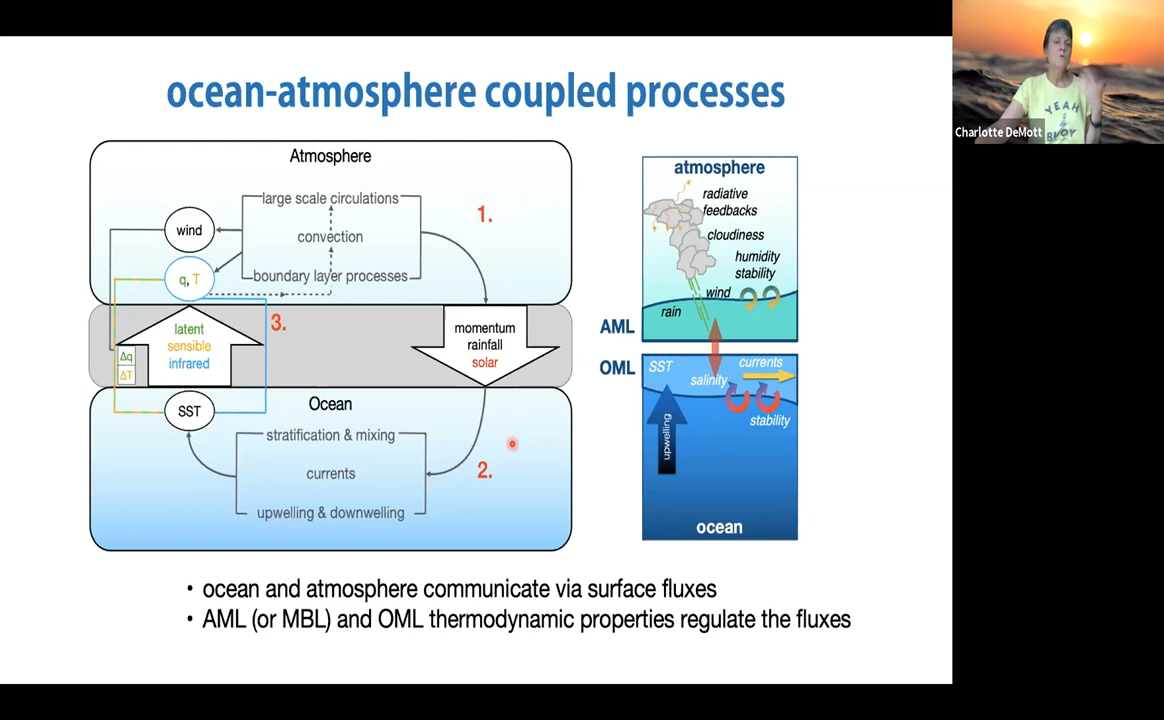 ocean-atmosphere coupled processes
Atmosphere
large scale circulations
1.
wind
convection
q, T
boundary layer processes
3.
latent
sensible
infrared
Δq
ΔT
momentum
rainfall
solar
SST
Ocean
stratification & mixing
2.
currents
upwelling & downwelling
atmosphere
radiative
feedbacks
cloudiness
humidity
stability
wind
rain
AML
OML
SST
currents
salinity
stability
upwelling
ocean
• ocean and atmosphere communicate via surface fluxes
• AML (or MBL) and OML thermodynamic properties regulate the fluxes
YEAH
BUOY
Charlotte DeMott